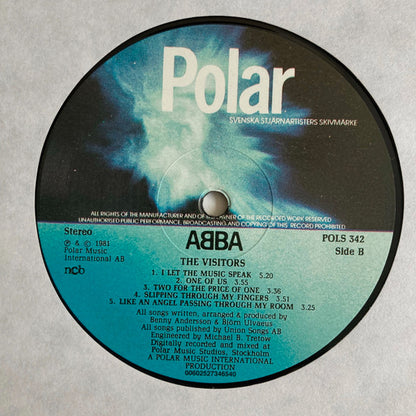 Polar
SVENSKA STJÄRNARTISTERS SKIVMÄRKE
ALL RIGHTS OF THE MANUFACTURER AND OF THE OWNER OF THE RECORDED WORK RESERVED
UNAUTHORISED PUBLIC PERFORMANCE, BROADCASTING AND COPYING OF THIS RECORD PROHIBITED
Stereo
ABBA
POLS 342
℗ & © 1981
Polar Music
International AB
Side B
ncb
THE VISITORS
1. I LET THE MUSIC SPEAK 5.20
2. ONE OF US 3.55
3. TWO FOR THE PRICE OF ONE 3.36
4. SLIPPING THROUGH MY FINGERS 3.51
5. LIKE AN ANGEL PASSING THROUGH MY ROOM 3.25
All songs written, arranged & produced by
Benny Andersson & Björn Ulvaeus
All songs published by Union Songs AB
Engineered by Michael B. Tretow
Digitally recorded and mixed at
Polar Music Studios, Stockholm
A POLAR MUSIC INTERNATIONAL
PRODUCTION
00602527346540